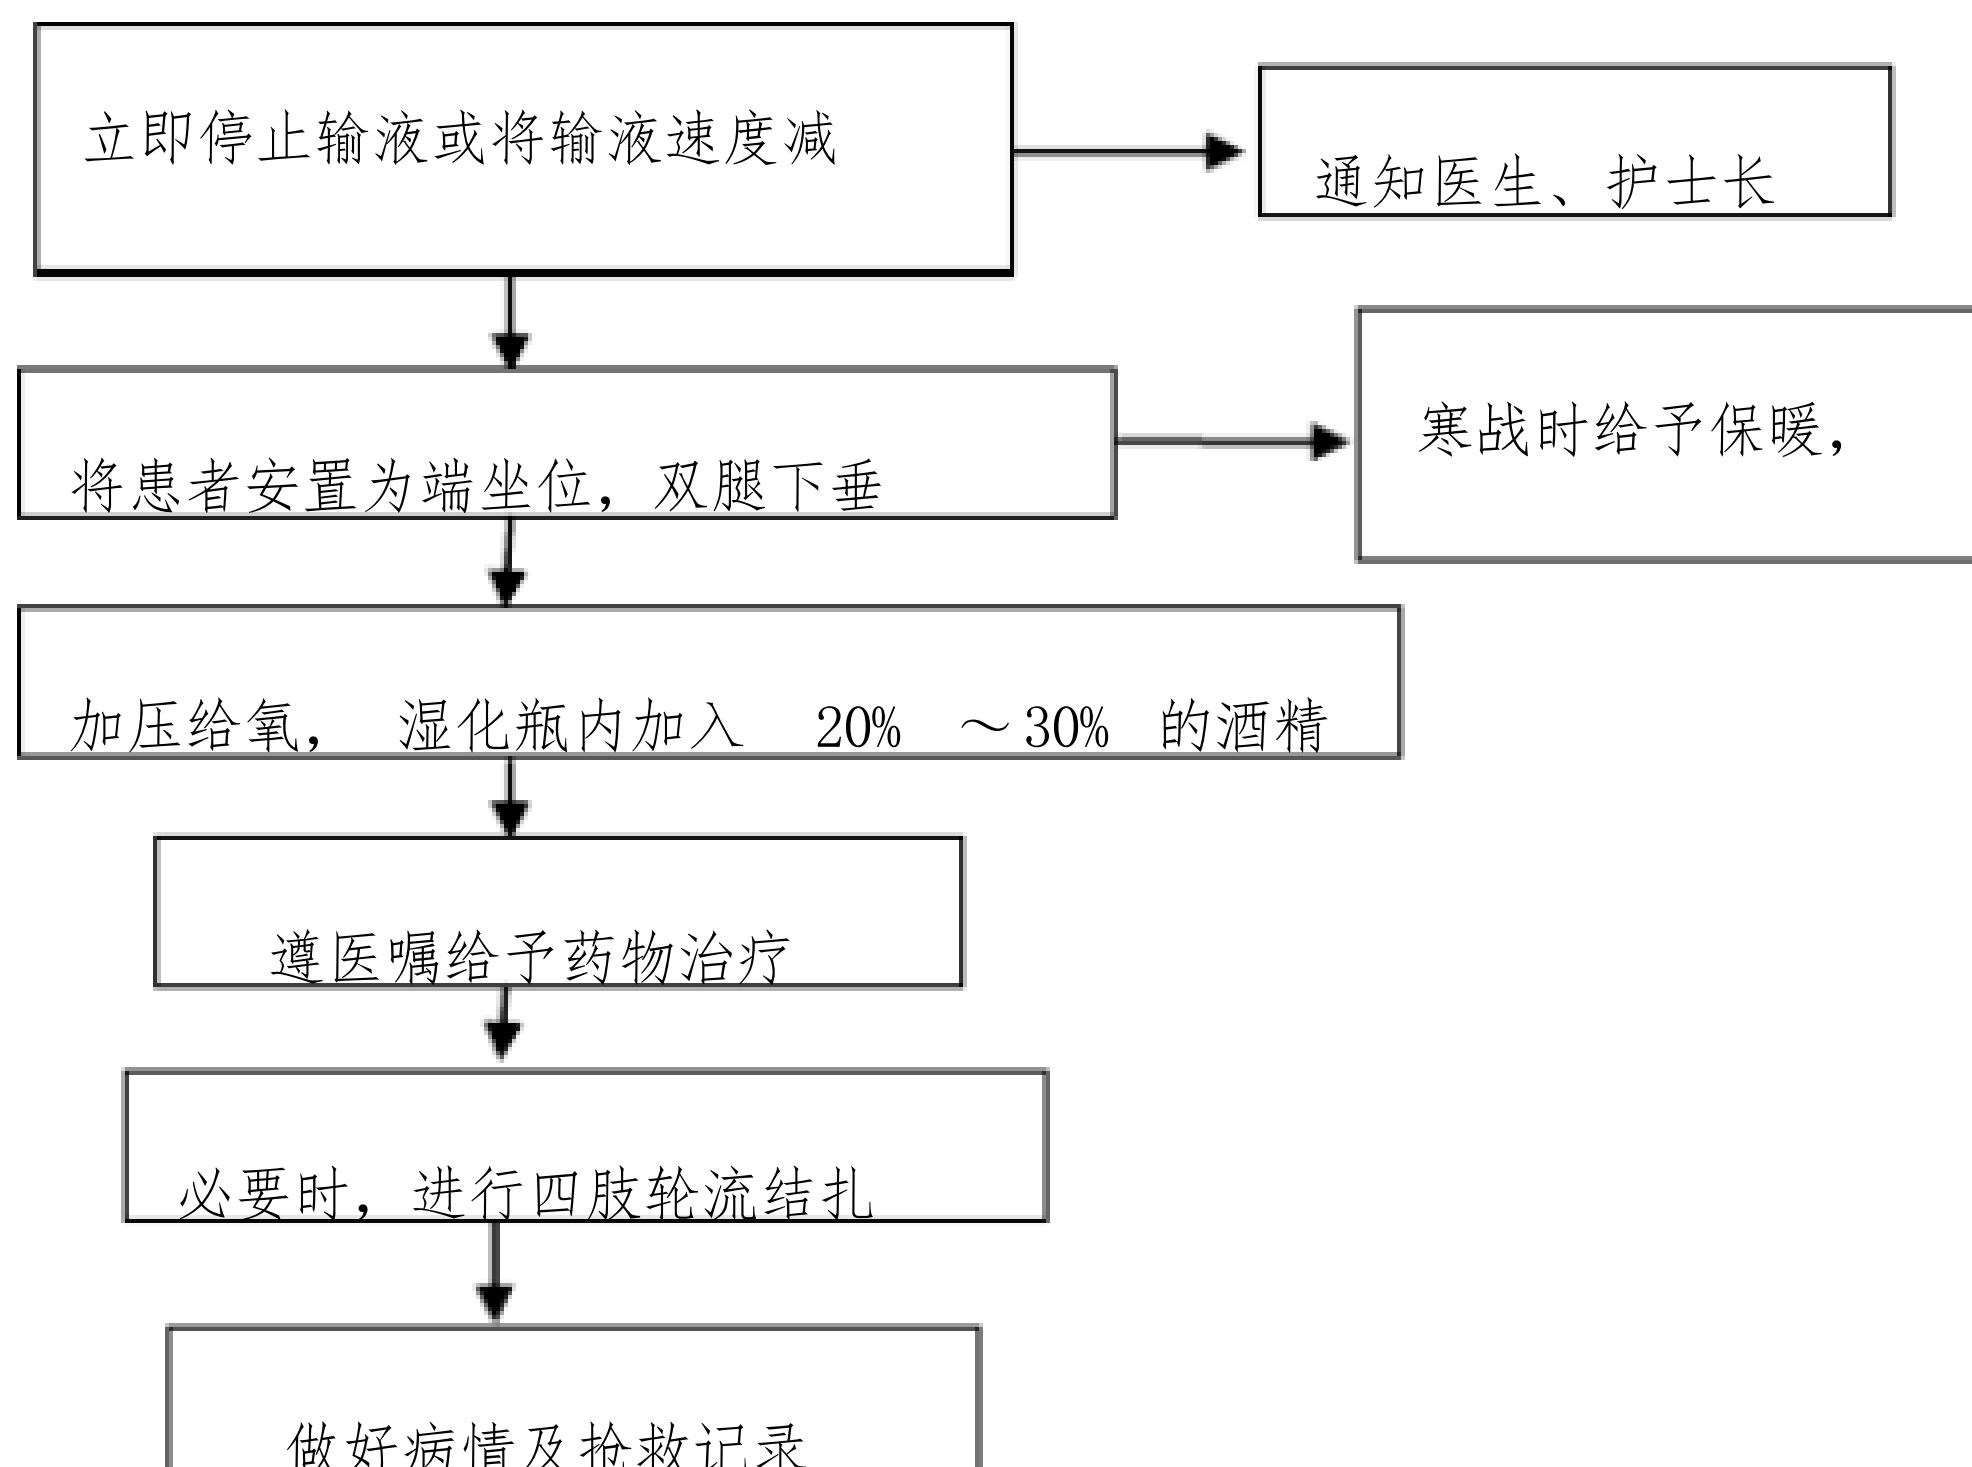 立即停止输液或将输液速度减
通知医生、护士长
将患者安置为端坐位，双腿下垂
寒战时给予保暖，
加压给氧， 湿化瓶内加入 20% ～30% 的酒精
遵医嘱给予药物治疗
必要时，进行四肢轮流结扎
做好病情及抢救记录